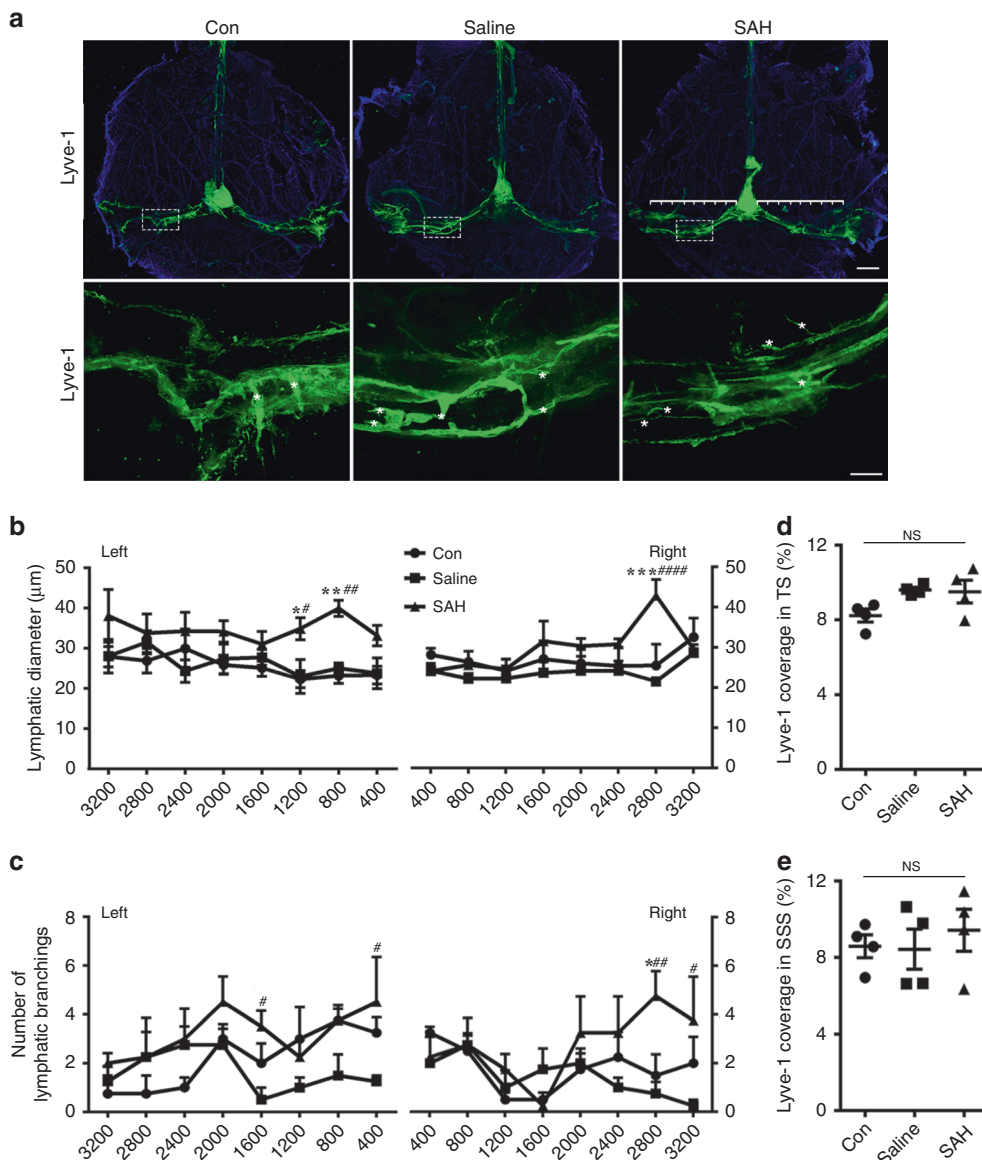 a
Con Saline SAH
Lyve-1
* *
* * * * *
* * * * *
Lyve-1
b
Left
Con
Saline
SAH
Right
Lymphatic diameter (µm)
50
40
30
20
10
0
*# **## ***####
50
40
30
20
10
0
3200 2800 2400 2000 1600 1200 800 400
400 800 1200 1600 2000 2400 2800 3200
c
Left
Right
Number of
lymphatic branchings
8
6
4
2
0
# # *## #
8
6
4
2
0
3200 2800 2400 2000 1600 1200 800 400
400 800 1200 1600 2000 2400 2800 3200
d
NS
Lyve-1 coverage in TS (%)
12
8
4
0
Con Saline SAH
e
NS
Lyve-1 coverage in SSS (%)
12
8
4
0
Con Saline SAH